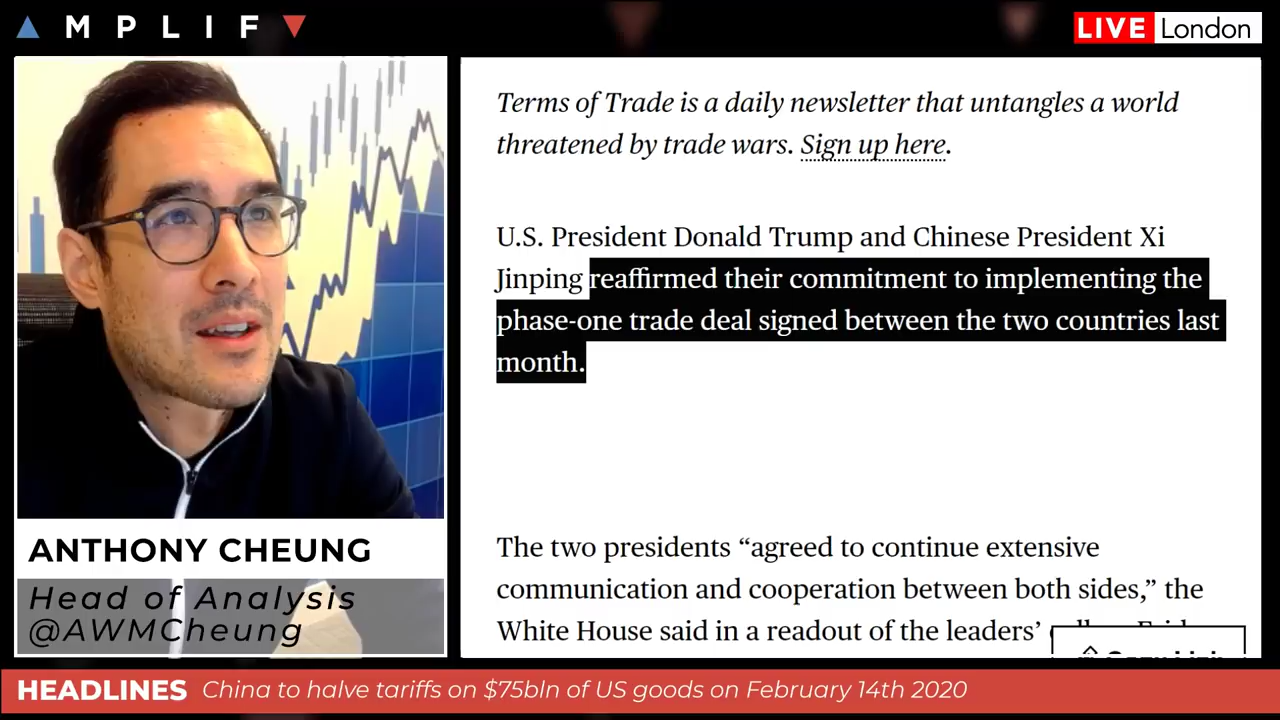 ▲ M P L I F ▼
LIVE London
Terms of Trade is a daily newsletter that untangles a world
threatened by trade wars. Sign up here.
U.S. President Donald Trump and Chinese President Xi
Jinping reaffirmed their commitment to implementing the
phase-one trade deal signed between the two countries last
month.
The two presidents “agreed to continue extensive
communication and cooperation between both sides,” the
White House said in a readout of the leaders’
ANTHONY CHEUNG
Head of Analysis
@AWMCheung
HEADLINES China to halve tariffs on $75bln of US goods on February 14th 2020